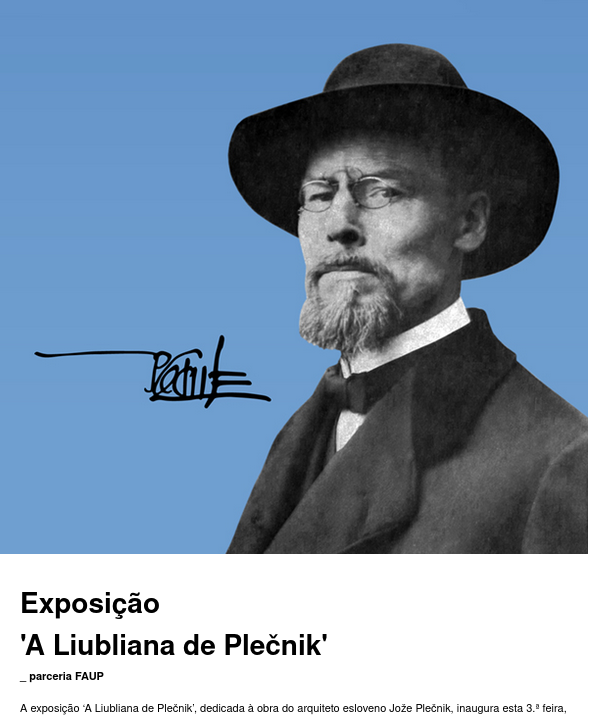 Exposição
'A Liubliana de Plečnik'
_ parceria FAUP
A exposição ‘A Liubliana de Plečnik’, dedicada à obra do arquiteto esloveno Jože Plečnik, inaugura esta 3.ª feira,